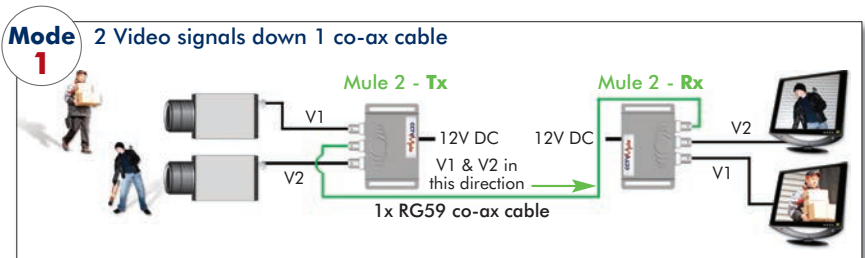 Mode
1
2 Video signals down 1 co-ax cable
Mule 2 - Tx
Mule 2 - Rx
V1
V2
12V DC
12V DC
V1 & V2 in
this direction
1x RG59 co-ax cable
V2
V1